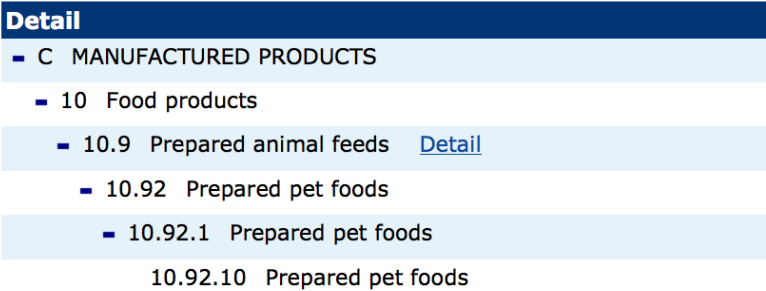 Detail
C MANUFACTURED PRODUCTS
10 Food products
10.9 Prepared animal feeds Detail
10.92 Prepared pet foods
10.92.1 Prepared pet foods
10.92.10 Prepared pet foods